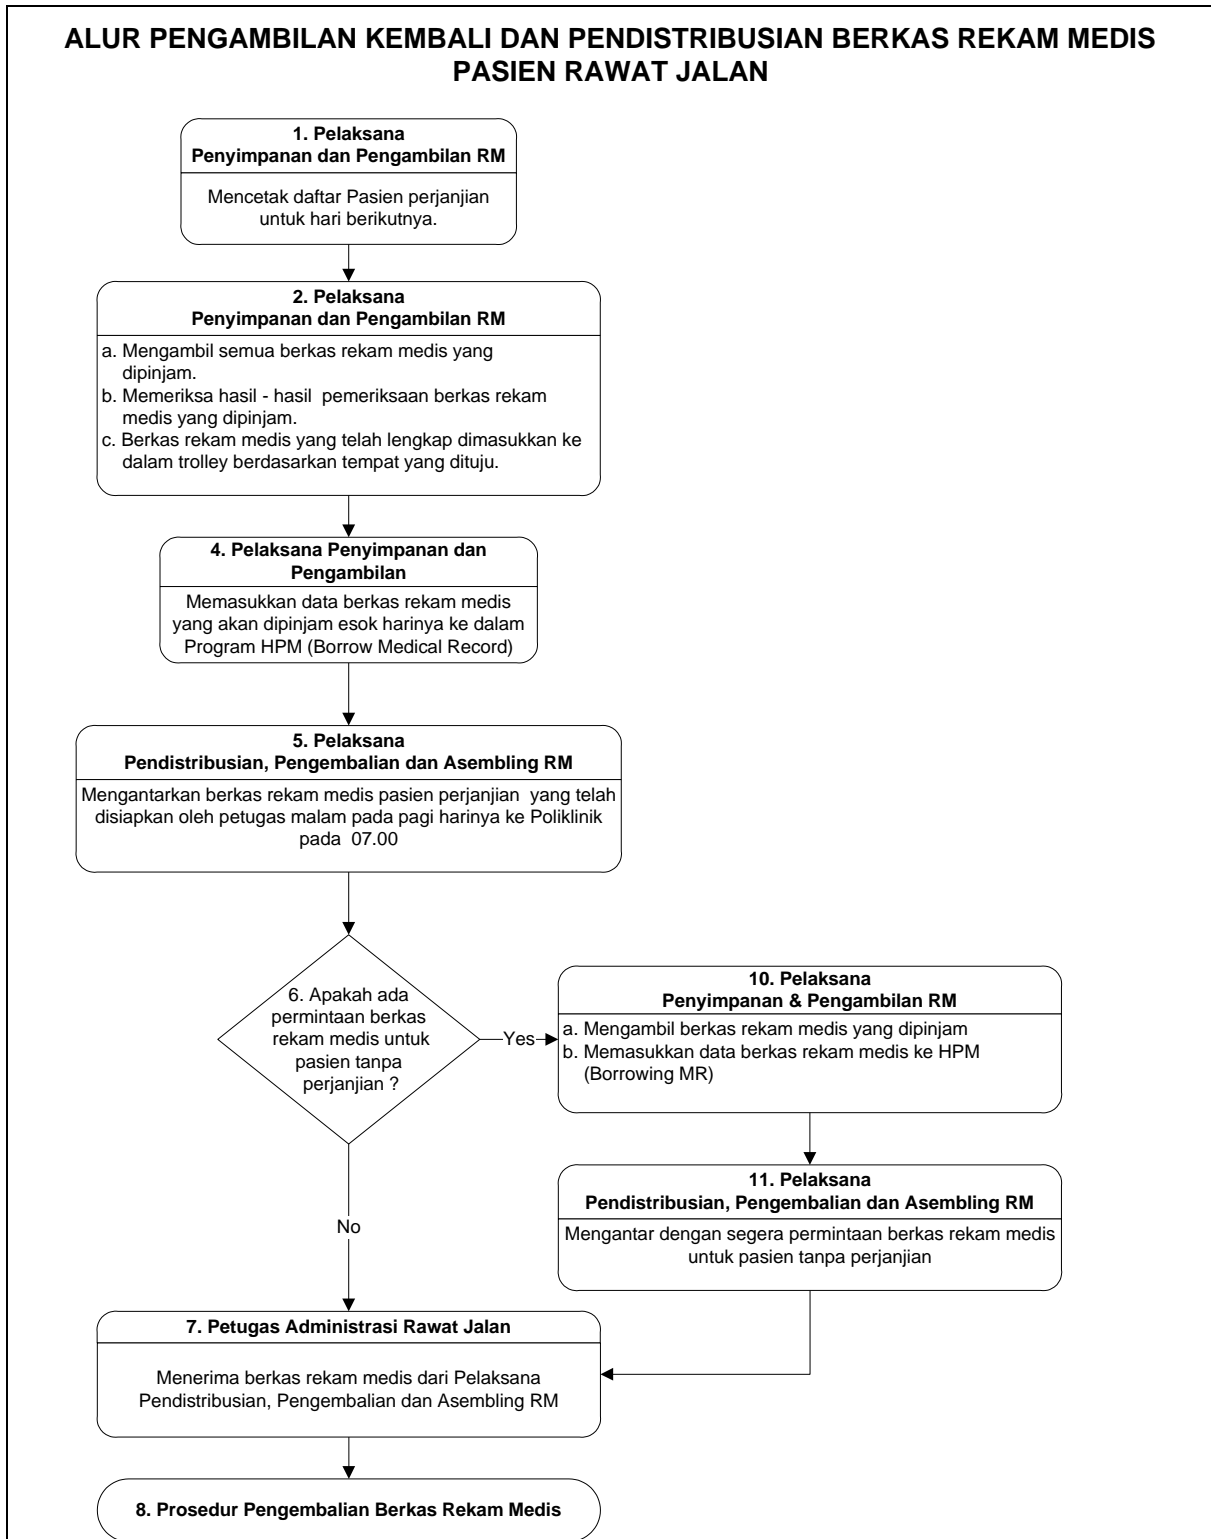 ALUR PENGAMBILAN KEMBALI DAN PENDISTRIBUSIAN BERKAS REKAM MEDIS
PASIEN RAWAT JALAN
1. Pelaksana
Penyimpanan dan Pengambilan RM
Mencetak daftar Pasien perjanjian
untuk hari berikutnya.
2. Pelaksana
Penyimpanan dan Pengambilan RM
a. Mengambil semua berkas rekam medis yang
dipinjam.
b. Memeriksa hasil - hasil  pemeriksaan berkas rekam
medis yang dipinjam.
c. Berkas rekam medis yang telah lengkap dimasukkan ke
dalam trolley berdasarkan tempat yang dituju.
4. Pelaksana Penyimpanan dan
Pengambilan
Memasukkan data berkas rekam medis
yang akan dipinjam esok harinya ke dalam
Program HPM (Borrow Medical Record)
5. Pelaksana
Pendistribusian, Pengembalian dan Asembling RM
Mengantarkan berkas rekam medis pasien perjanjian  yang telah
disiapkan oleh petugas malam pada pagi harinya ke Poliklinik
pada  07.00
6. Apakah ada
permintaan berkas
rekam medis untuk
pasien tanpa
perjanjian ?
Yes
10. Pelaksana
Penyimpanan & Pengambilan RM
a. Mengambil berkas rekam medis yang dipinjam
b. Memasukkan data berkas rekam medis ke HPM
(Borrowing MR)
11. Pelaksana
Pendistribusian, Pengembalian dan Asembling RM
Mengantar dengan segera permintaan berkas rekam medis
untuk pasien tanpa perjanjian
No
7. Petugas Administrasi Rawat Jalan
Menerima berkas rekam medis dari Pelaksana
Pendistribusian, Pengembalian dan Asembling RM
8. Prosedur Pengembalian Berkas Rekam Medis